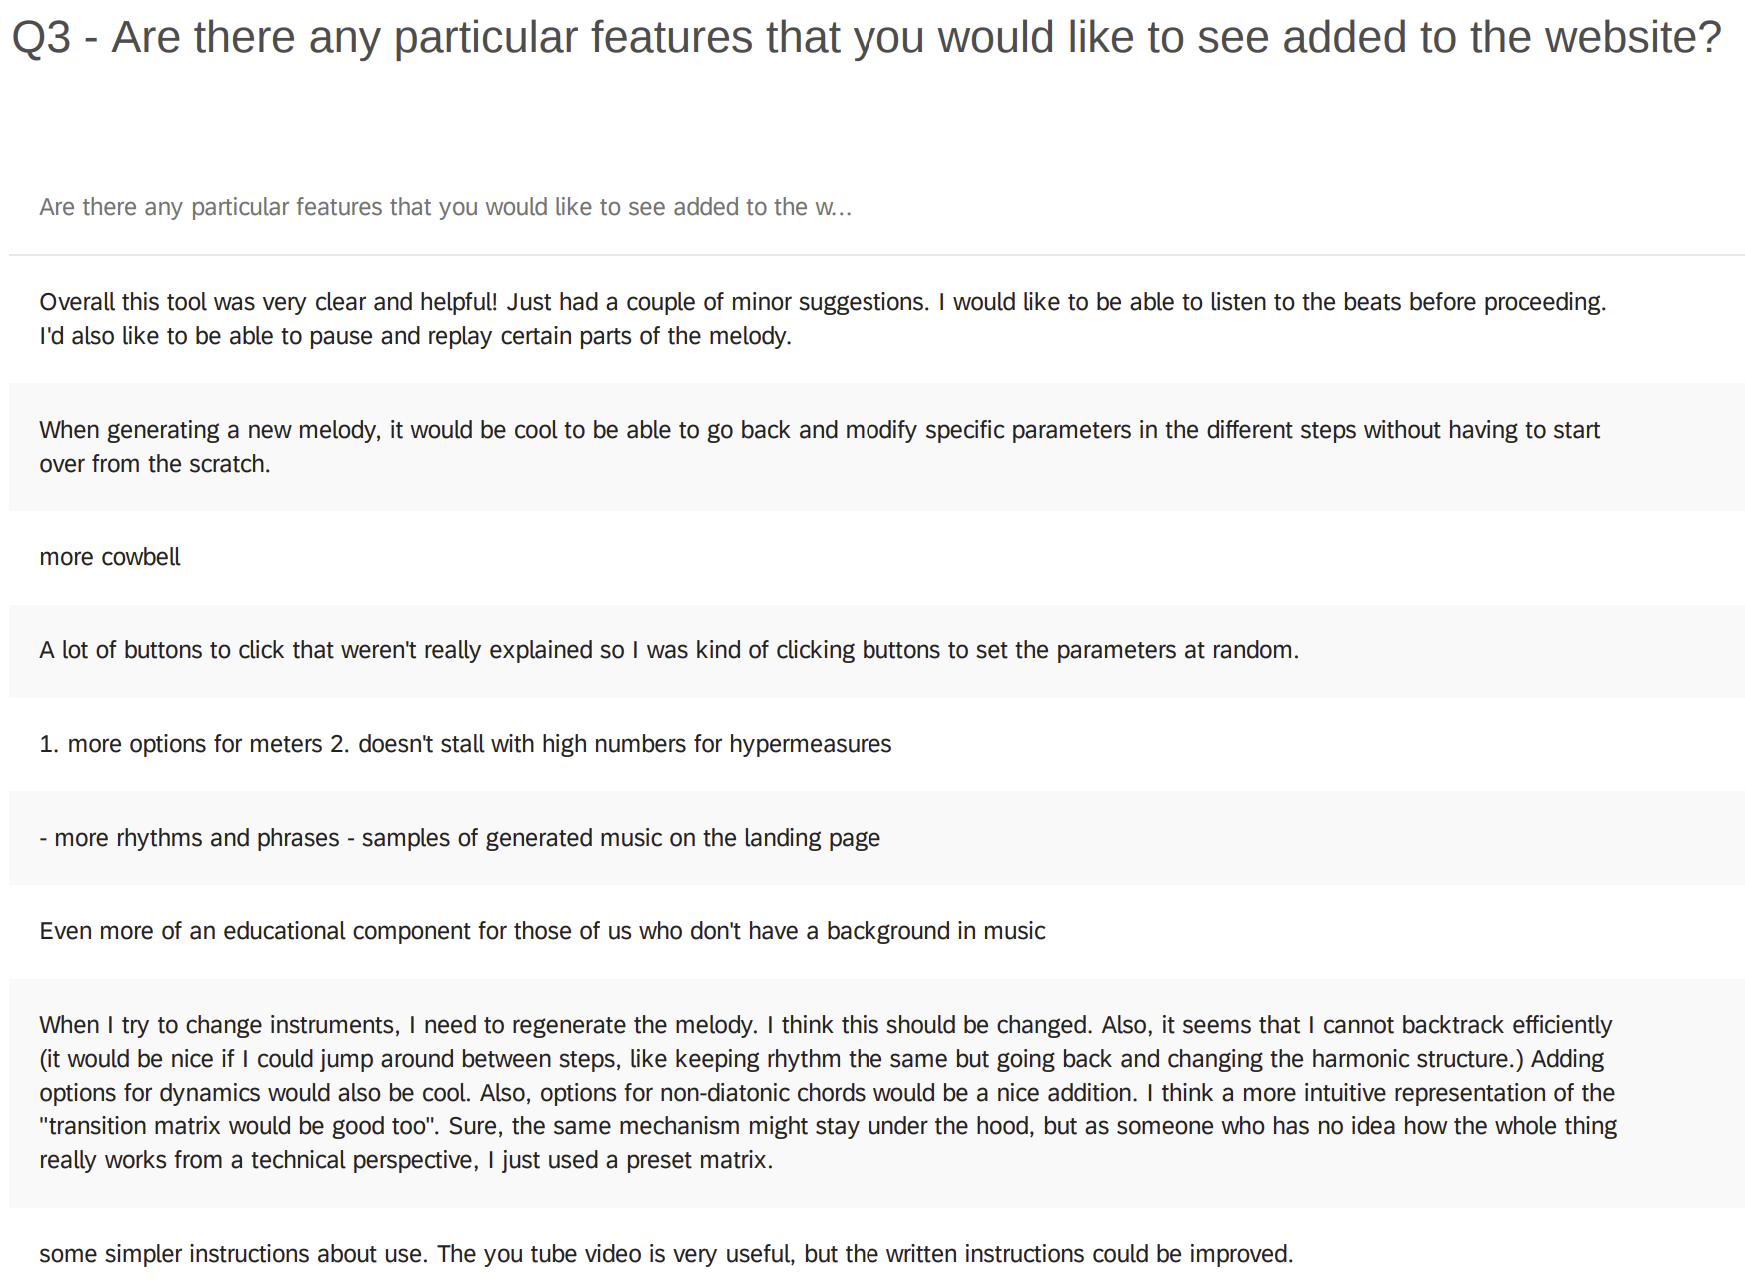 Q3 - Are there any particular features that you would like to see added to the website?
Are there any particular features that you would like to see added to the w...
Overall this tool was very clear and helpful! Just had a couple of minor suggestions. I would like to be able to listen to the beats before proceeding.
I'd also like to be able to pause and replay certain parts of the melody.
When generating a new melody, it would be cool to be able to go back and modify specific parameters in the different steps without having to start
over from the scratch.
more cowbell
A lot of buttons to click that weren't really explained so I was kind of clicking buttons to set the parameters at random.
1. more options for meters 2. doesn't stall with high numbers for hypermeasures
- more rhythms and phrases - samples of generated music on the landing page
Even more of an educational component for those of us who don't have a background in music
When I try to change instruments, I need to regenerate the melody. I think this should be changed. Also, it seems that I cannot backtrack efficiently
(it would be nice if I could jump around between steps, like keeping rhythm the same but going back and changing the harmonic structure.) Adding
options for dynamics would also be cool. Also, options for non-diatonic chords would be a nice addition. I think a more intuitive representation of the
"transition matrix would be good too". Sure, the same mechanism might stay under the hood, but as someone who has no idea how the whole thing
really works from a technical perspective, I just used a preset matrix.
some simpler instructions about use. The you tube video is very useful, but the written instructions could be improved.